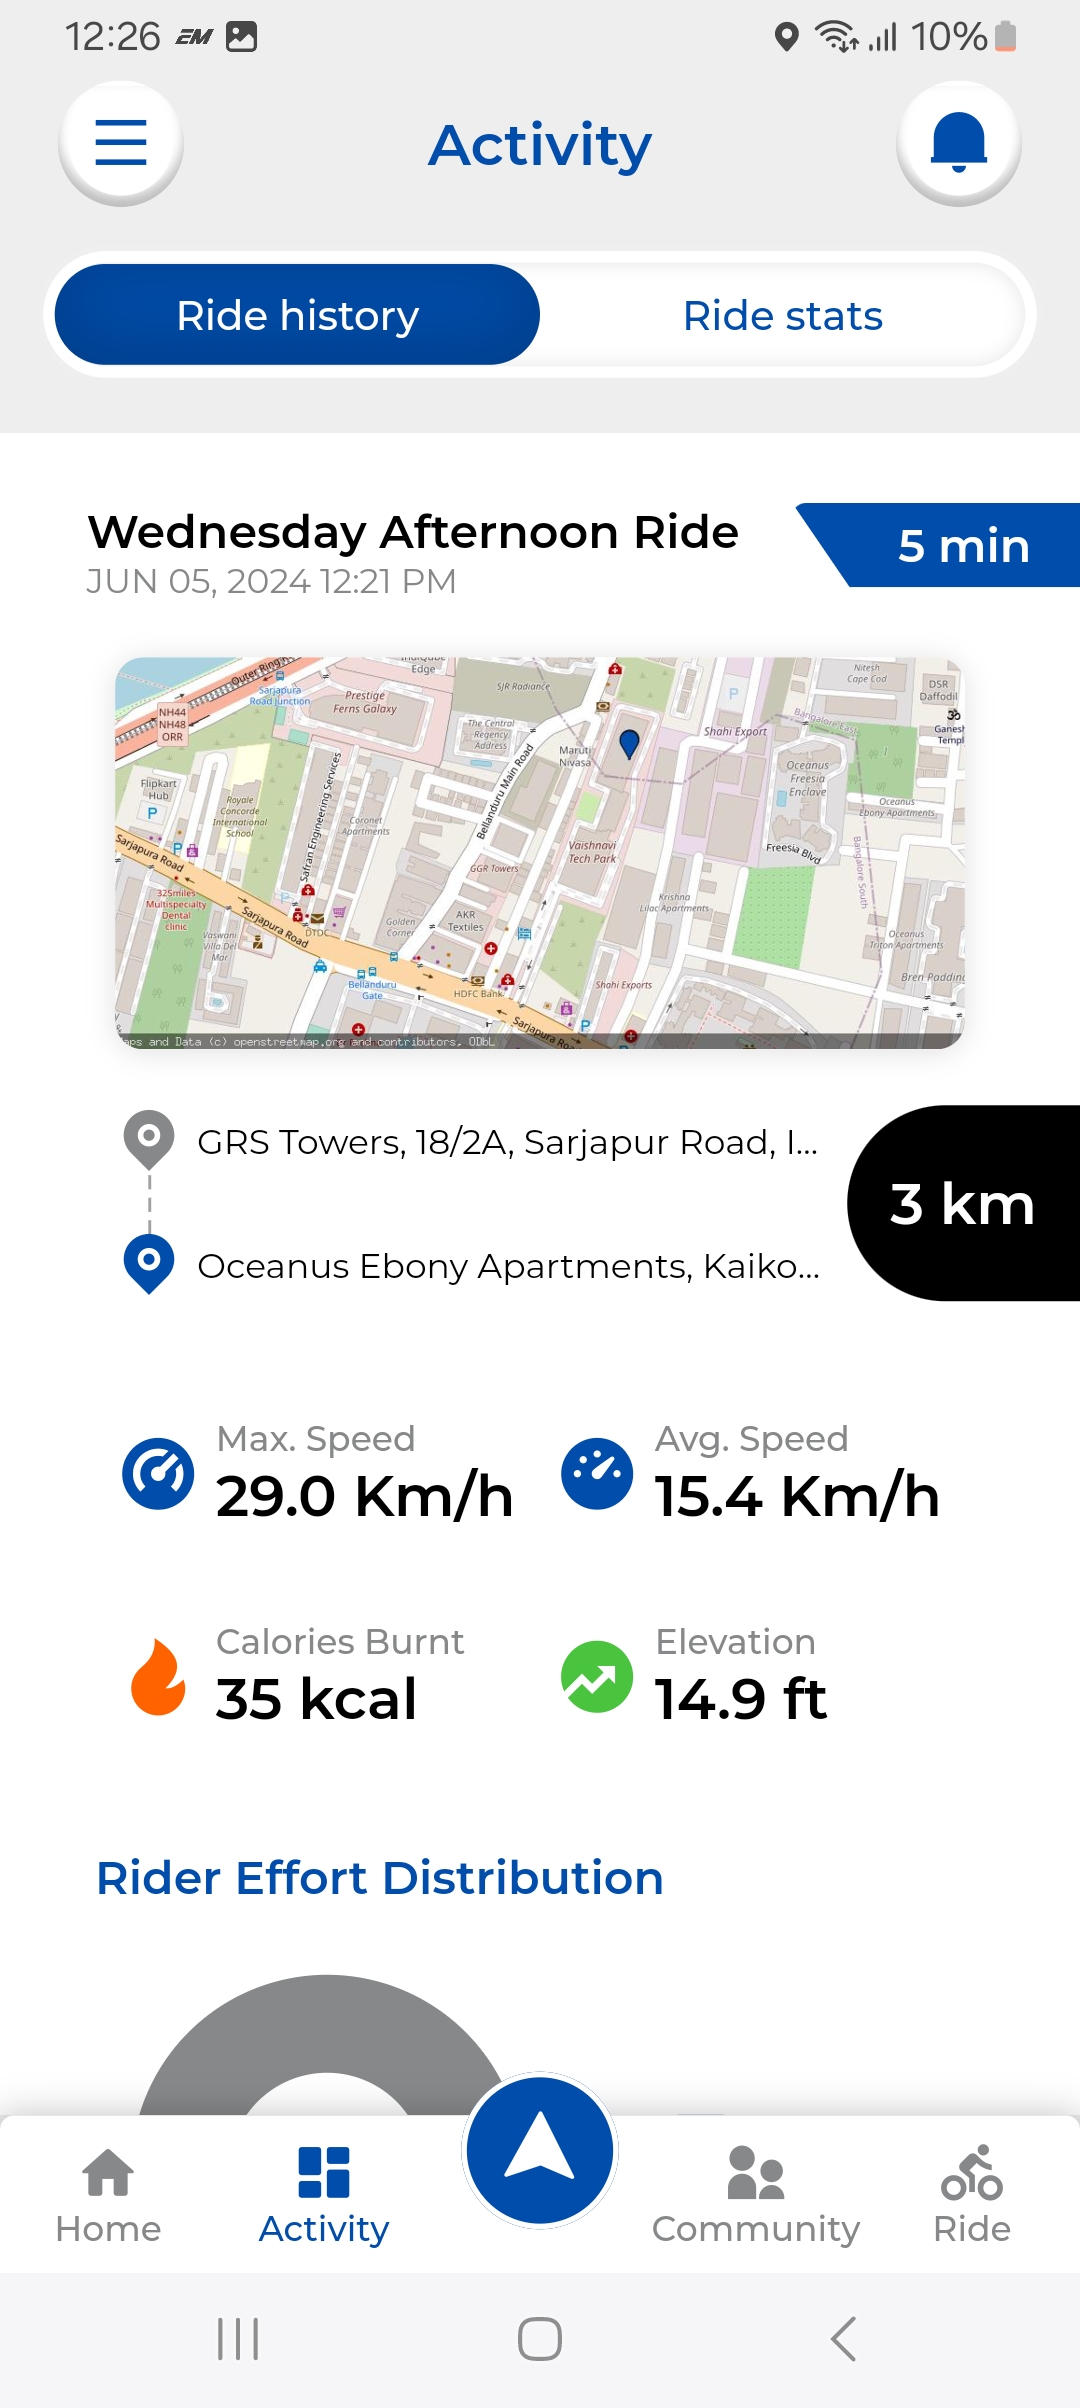 12:26 EM 10%
Activity
Ride history Ride stats
Wednesday Afternoon Ride
5 min
JUN 05, 2024 12:21 PM
Edge
Outer Ring
Sarjapura
Road Junction
Prestige
Ferns Galaxy
SJR Radiance
P
Nitesh
Cape Cod
DSR
Daffodil
NH44
NH48
ORR
The Central
Regency
Address
Maruti
Nivasa
Shahi Export
Bangalore East
Ganesh
Templ
Flipkart
Hub
P
Royale
Concorde
International
School
Safran Engineering Services
Coronet
Apartments
Bellanduru Main Road
Oceanus
Freesia
Enclave
Oceanus
Ebony Apartments
Vaishnavi
Tech Park
Freesia Blvd
Bangalore South
Sarjapura Road
P
GGR Towers
325miles
Multispecialty
Dental
clinic
P
Krishna
Lilac Apartments
Sarjapura Road
DTDC
Golden
Corner
AKR
Textiles
Vaswani
Villa Del
Mar
Oceanus
Triton Apartments
Bellanduru
Gate
HDFC Bank
Shahi Exports
Bren Paddin
Sarjapura Roa
P
aps and Data (c) openstreetmap.org and contributors, ODbL
GRS Towers, 18/2A, Sarjapur Road, I...
3 km
Oceanus Ebony Apartments, Kaiko...
Max. Speed Avg. Speed
29.0 Km/h 15.4 Km/h
Calories Burnt Elevation
35 kcal 14.9 ft
Rider Effort Distribution
Home Activity Community Ride